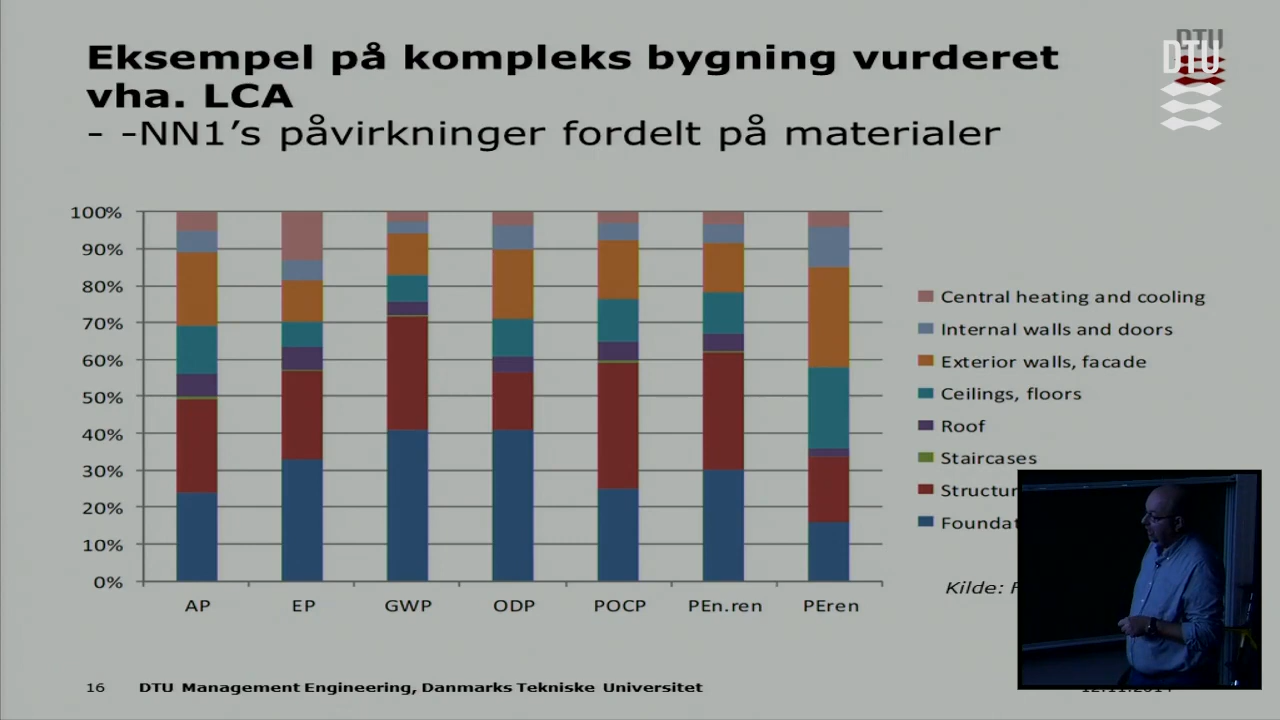 Eksempel på kompleks bygning vurderet
vha. LCA
- -NN1’s påvirkninger fordelt på materialer
DTU
DTU
100%
90%
80%
70%
60%
50%
40%
30%
20%
10%
0%
AP EP GWP ODP POCP PEn.ren PEren
Central heating and cooling
Internal walls and doors
Exterior walls, facade
Ceilings, floors
Roof
Staircases
Kilde:
16 DTU Management Engineering, Danmarks Tekniske Universitet